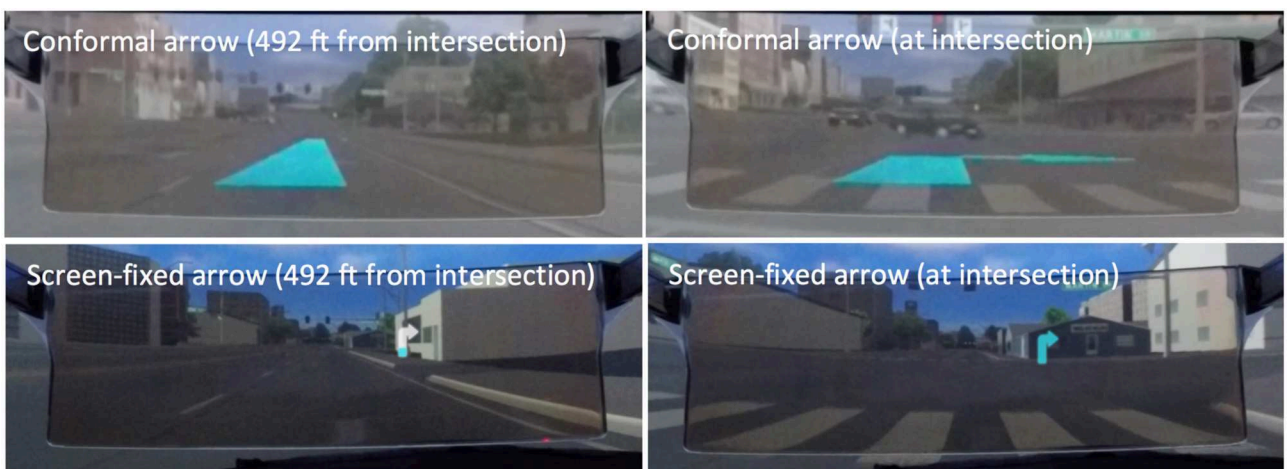 Conformal arrow (492 ft from intersection)
Conformal arrow (at intersection)
Screen-fixed arrow (492 ft from intersection)
Screen-fixed arrow (at intersection)